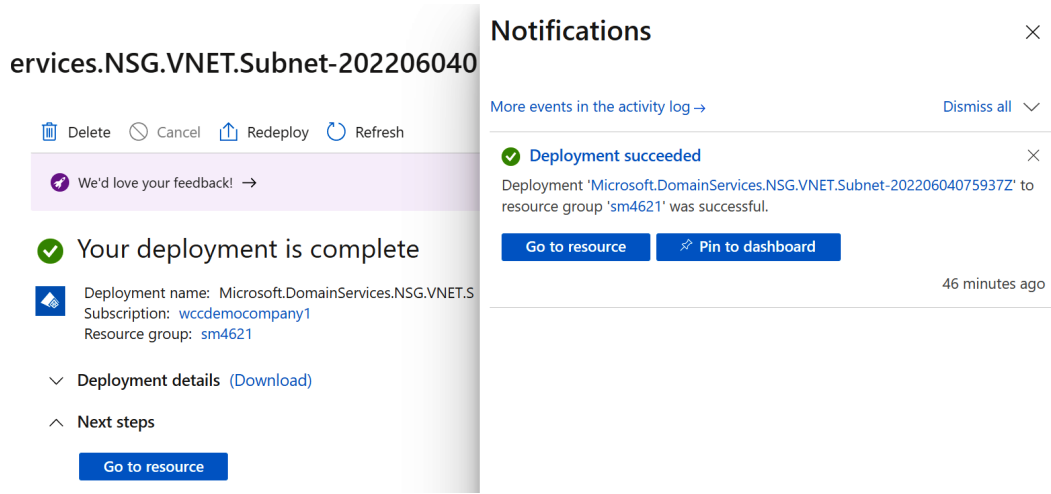 ervices.NSG.VNET.Subnet-202206040
Delete Cancel Redeploy Refresh
We'd love your feedback! →
Your deployment is complete
Deployment name: Microsoft.DomainServices.NSG.VNET.S
Subscription: wccdemocompany1
Resource group: sm4621
Deployment details (Download)
Next steps
Go to resource
Notifications
More events in the activity log →
Dismiss all
Deployment succeeded
Deployment 'Microsoft.DomainServices.NSG.VNET.Subnet-20220604075937Z' to
resource group 'sm4621' was successful.
Go to resource
Pin to dashboard
46 minutes ago